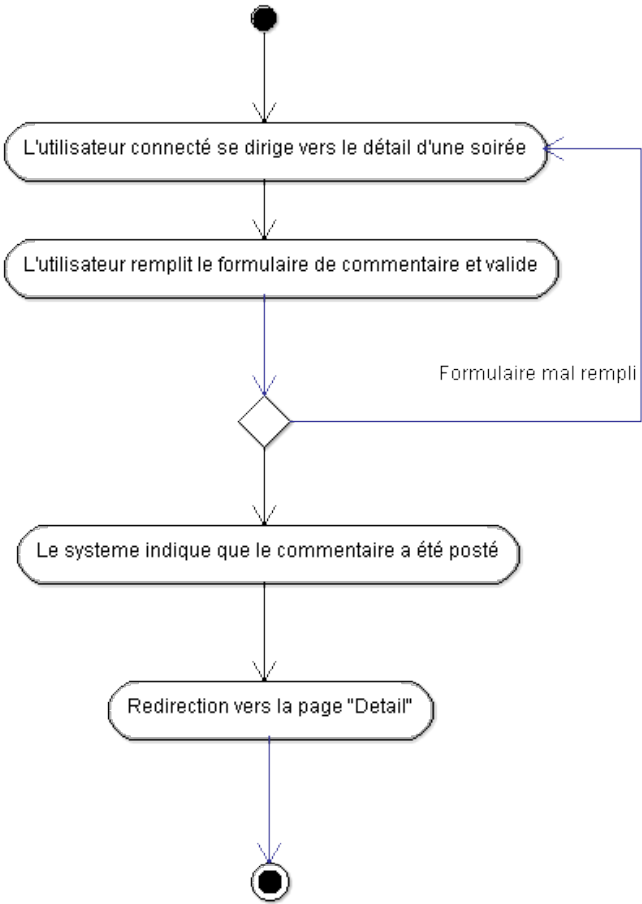 L'utilisateur connecté se dirige vers le détail d'une soirée
L'utilisateur remplit le formulaire de commentaire et valide
Formulaire mal rempli
Le systeme indique que le commentaire a été posté
Redirection vers la page "Detail"